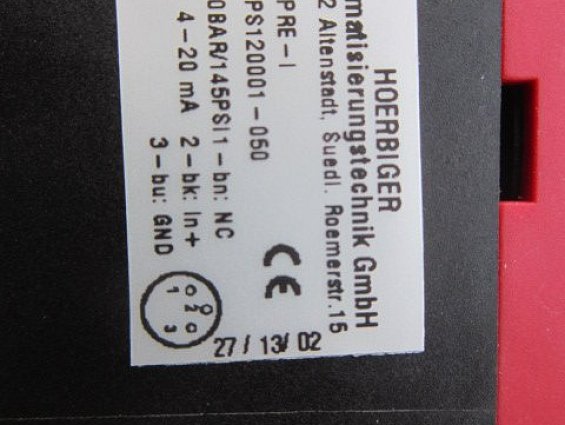 HOERBIGER
matisierungstechnik GmbH
2 Altenstadt, Suedl. Roemerstr.15
PRE-I
PS120001-050
0BAR/145PSI 1-bn: NC
4-20 mA 2-bk: In+
3-bu: GND
CE
1 2 3
27/13/02